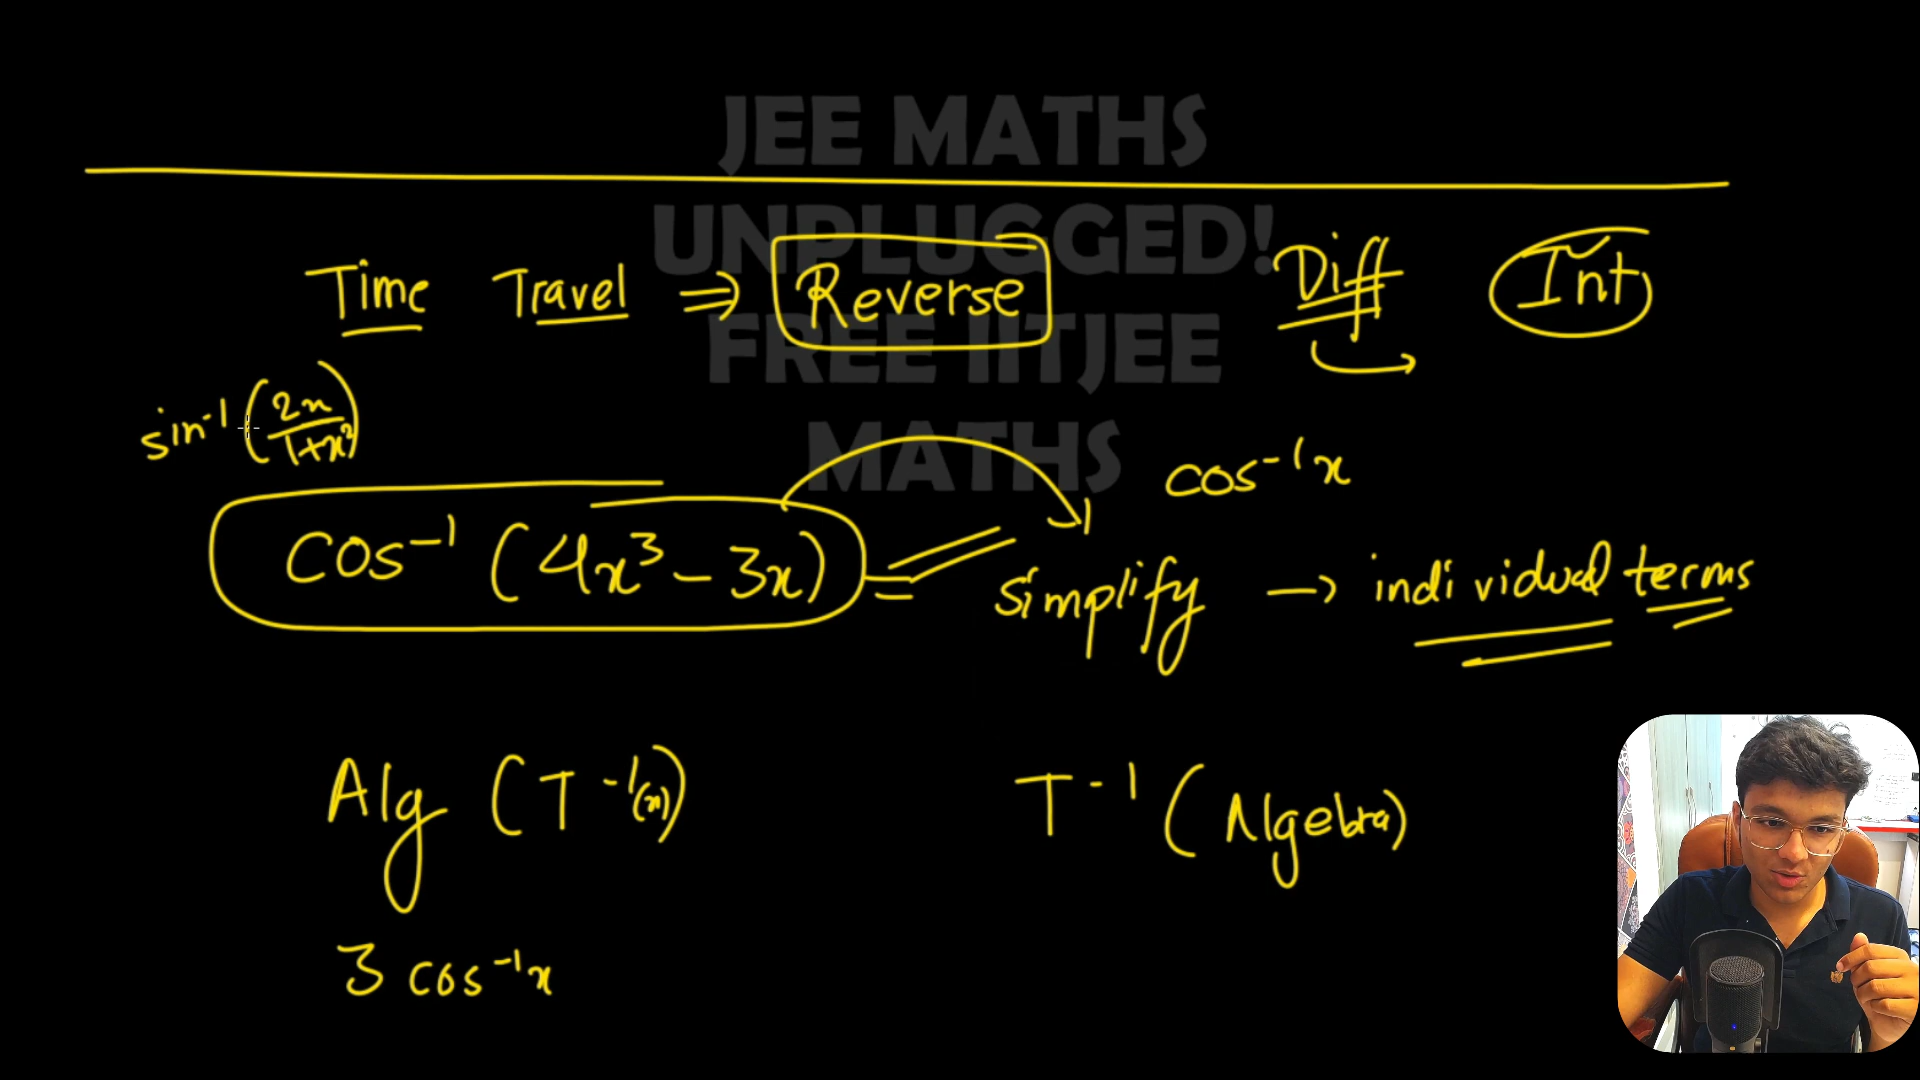 JEE MATHS
UNPLUGGED!
FREE IITJEE
MATHS
Time Travel ⇒ Reverse Diff Int
sin⁻¹(2x/1+x²)
cos⁻¹x
cos⁻¹(4x³-3x) = simplify → individual terms
Alg (T⁻¹(x)) T⁻¹(Algebra)
3 cos⁻¹x